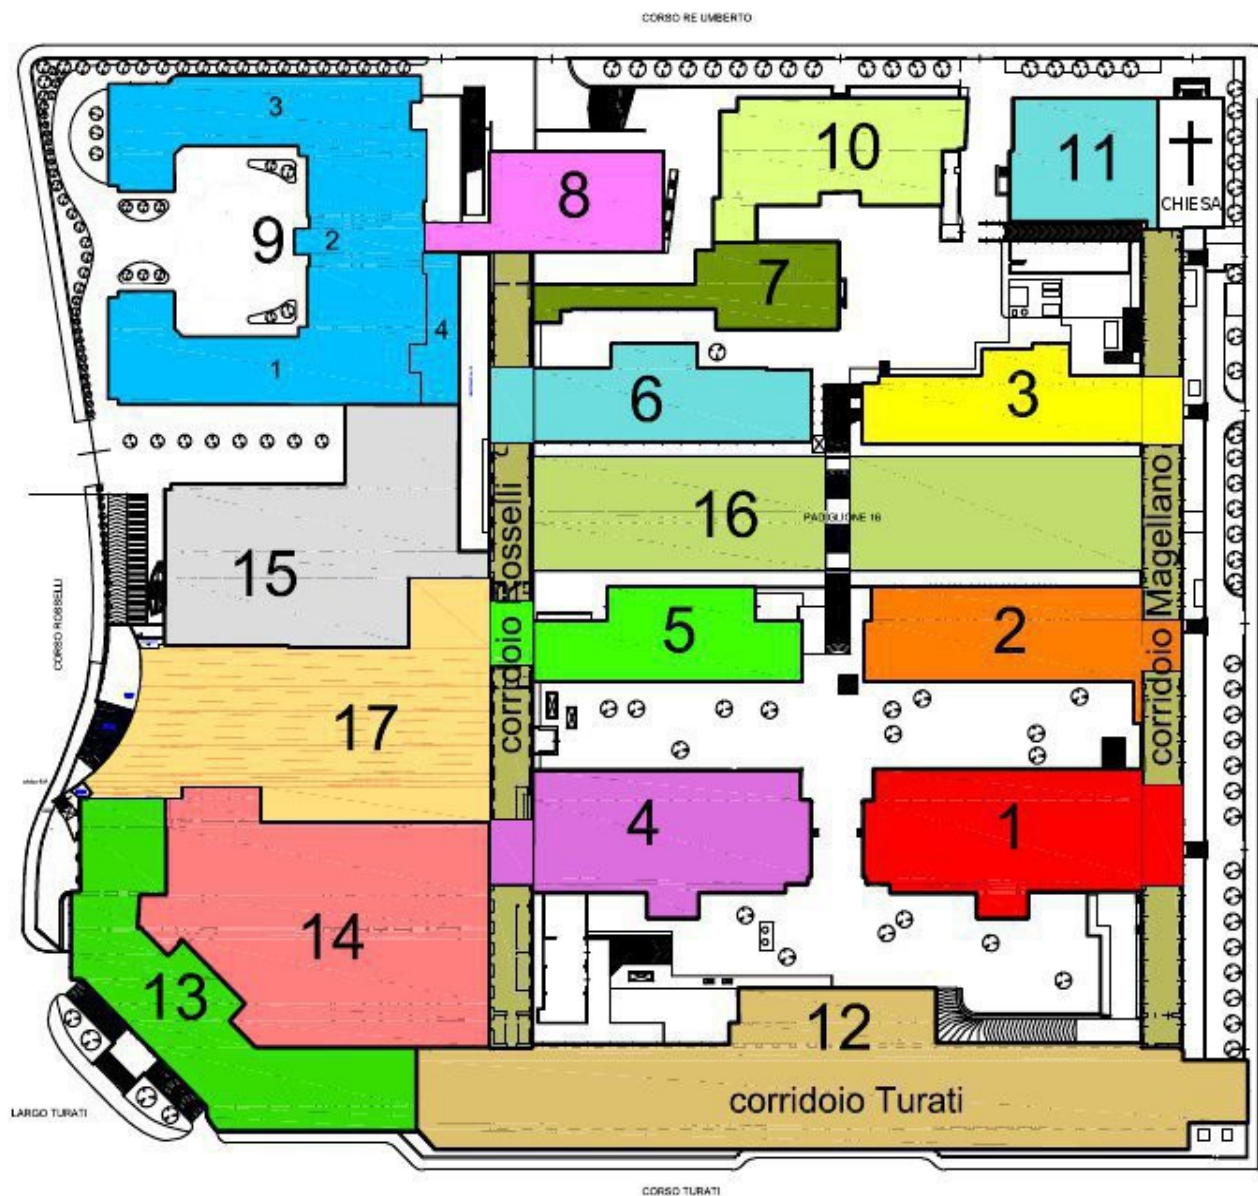 CORSO RE UMBERTO
3
10
11
8
CHIESA
9
2
7
4
1
6
3
corridoio Rosselli
16
PADIGLIONE 16
corridoio Magellano
15
CORSO ROSSELLI
5
2
17
4
1
14
13
12
corridoio Turati
LARGO TURATI
CORSO TURATI